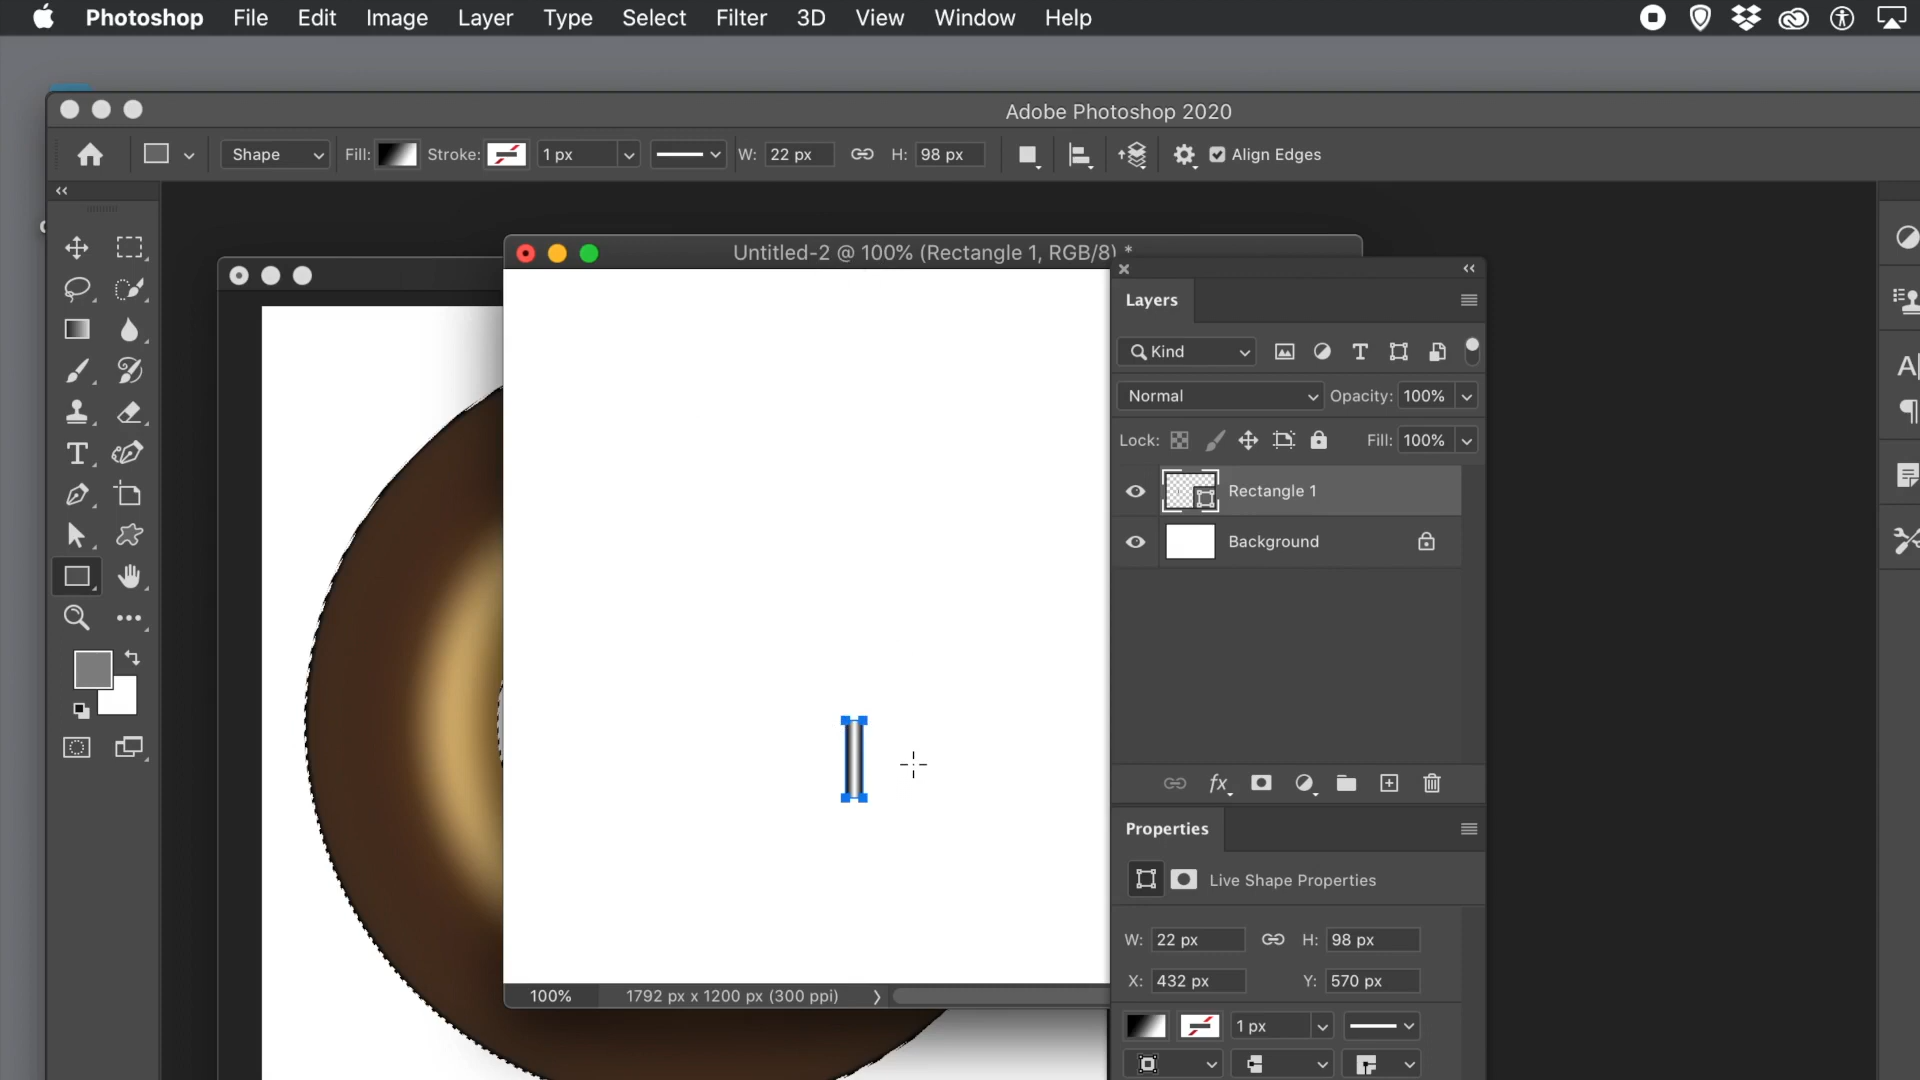 Photoshop File Edit Image Layer Type Select Filter 3D View Window Help
Adobe Photoshop 2020
Shape Fill: Stroke: 1 px W: 22 px H: 98 px Align Edges
Untitled-2 @ 100% (Rectangle 1, RGB/8) *
Layers
Kind
Normal Opacity: 100%
Lock: Fill: 100%
Rectangle 1
Background
fx
Properties
Live Shape Properties
W: 22 px H: 98 px
X: 432 px Y: 570 px
1 px
100% 1792 px x 1200 px (300 ppi)